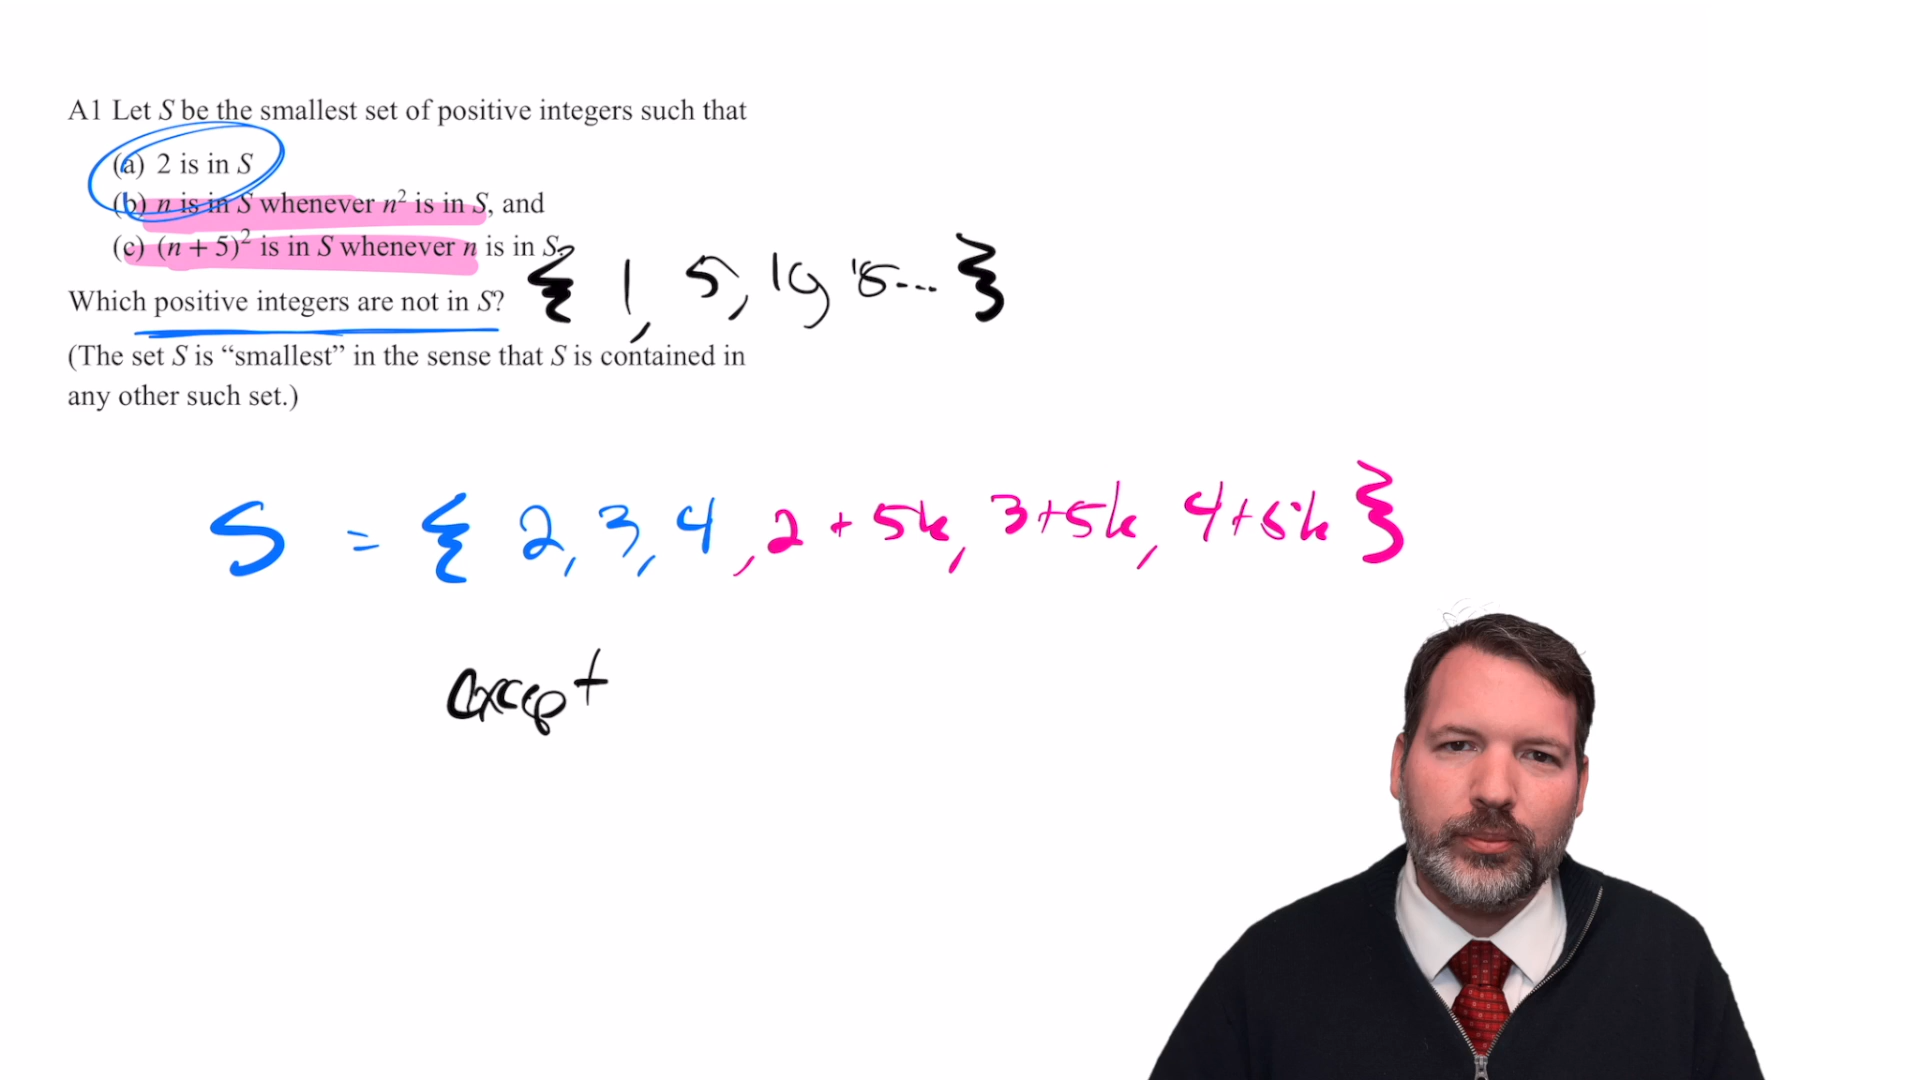 A1 Let S be the smallest set of positive integers such that
(a) 2 is in S
(b) n is in S whenever n² is in S, and
(c) (n + 5)² is in S whenever n is in S.
{ 1, 5, 10, 15... }
Which positive integers are not in S?
(The set S is “smallest” in the sense that S is contained in
any other such set.)
S = { 2, 3, 4, 2 + 5k, 3+5k, 4+5k }
except